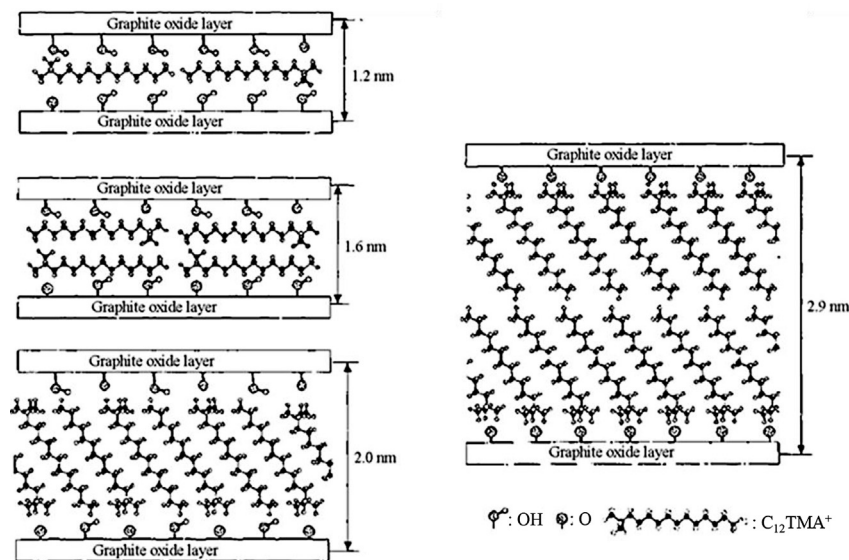 Graphite oxide layer
1.2 nm
Graphite oxide layer
Graphite oxide layer
1.6 nm
Graphite oxide layer
Graphite oxide layer
2.0 nm
Graphite oxide layer
Graphite oxide layer
2.9 nm
Graphite oxide layer
: OH : O : C₁₂TMA⁺